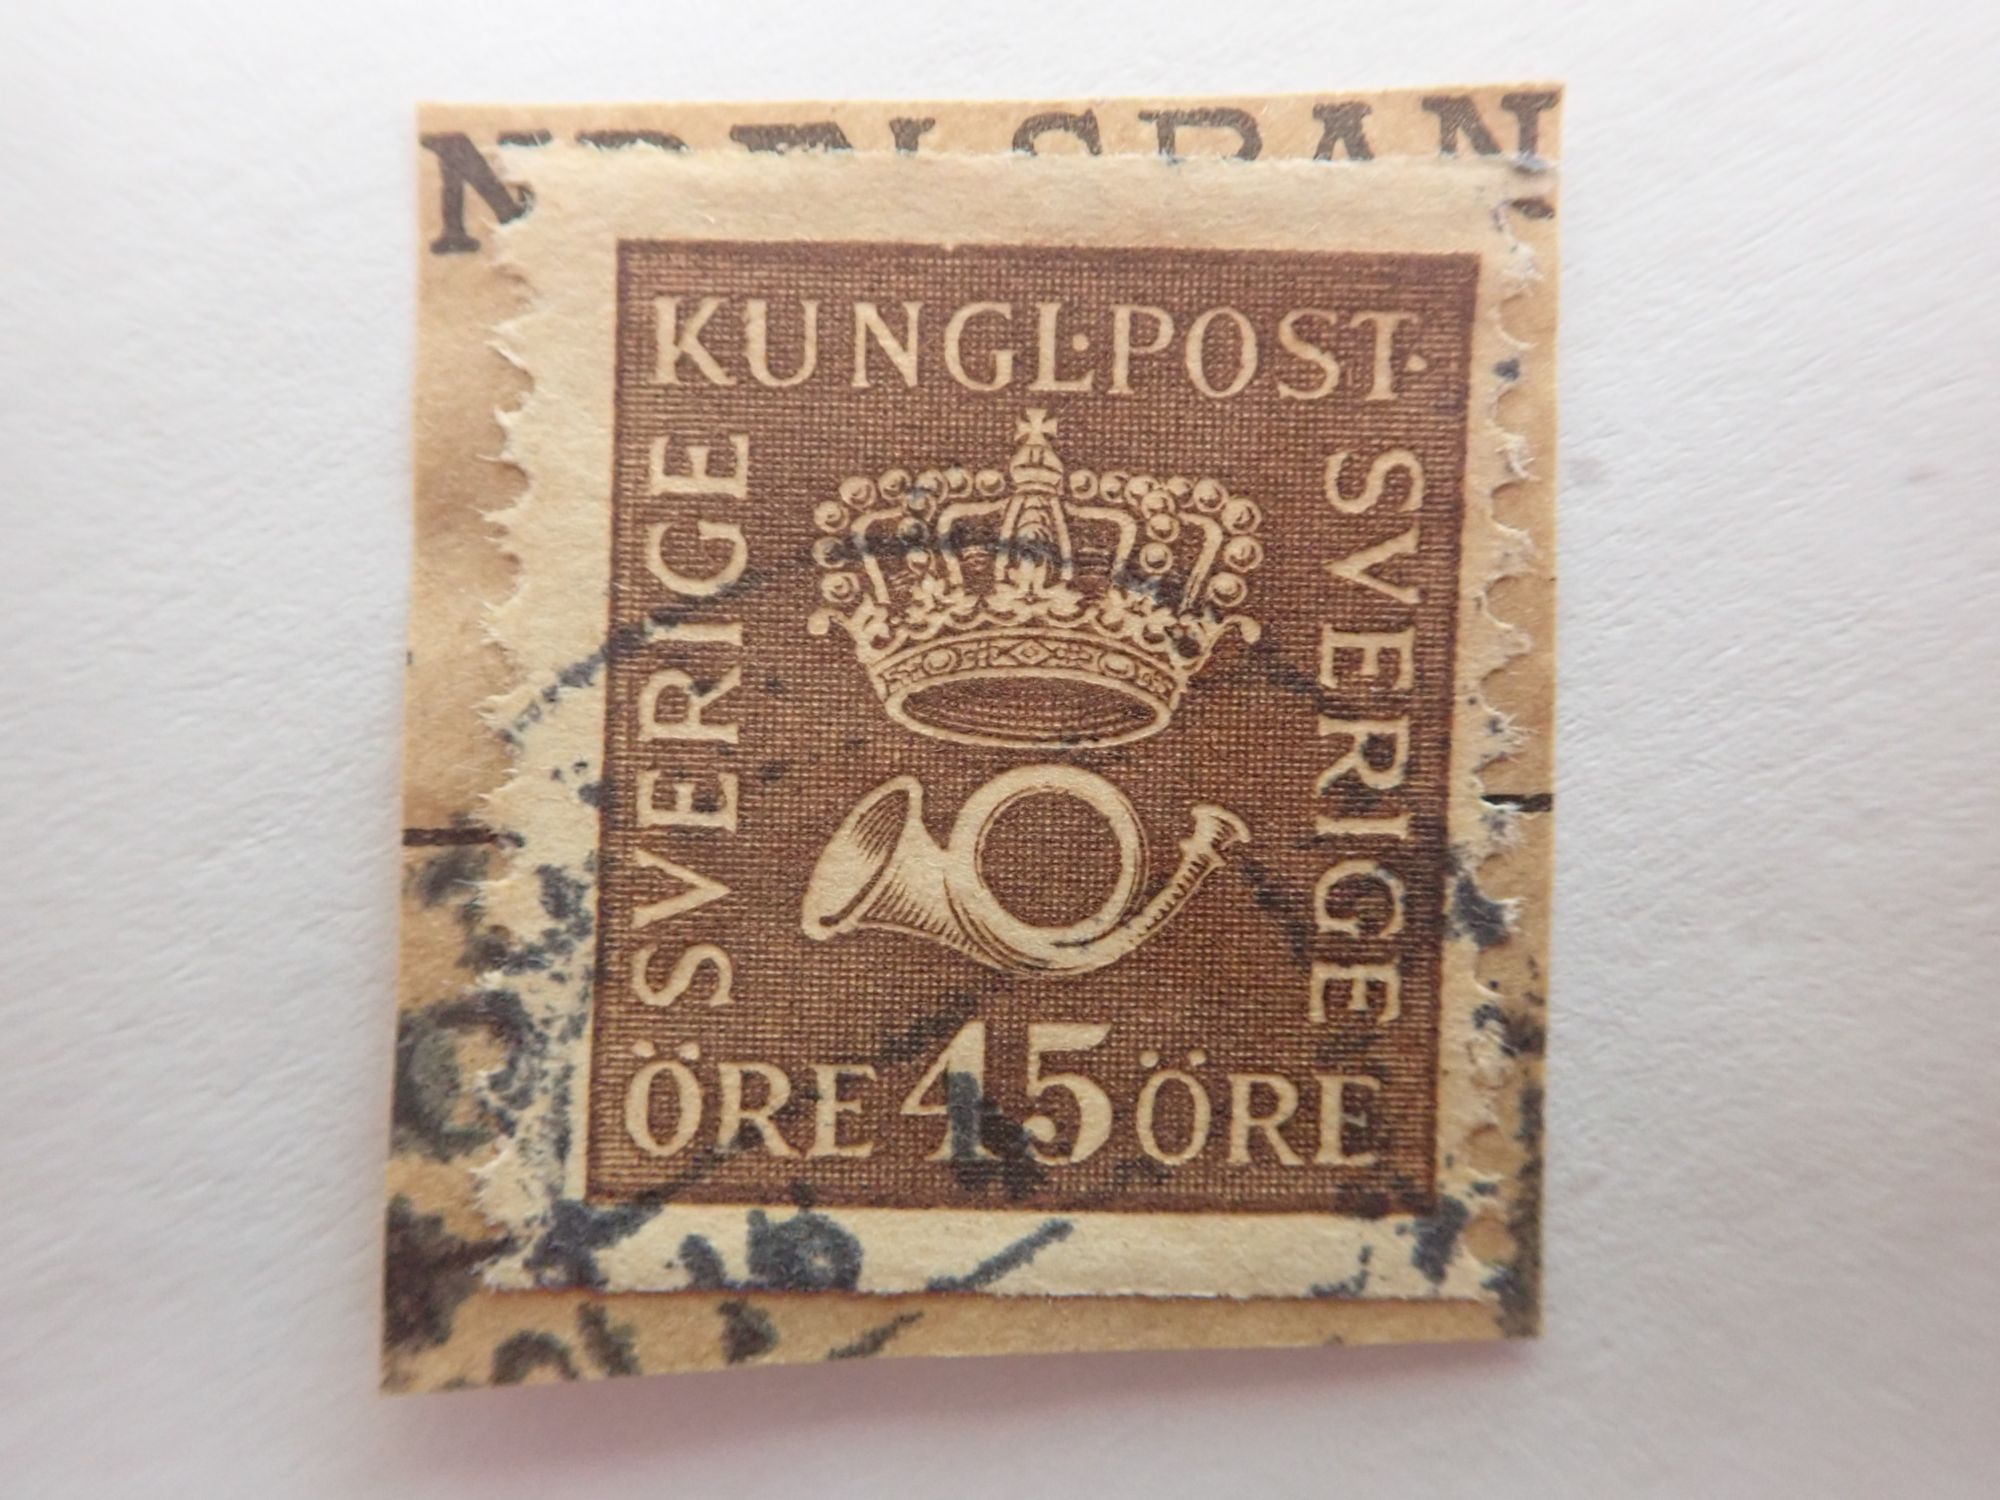 KUNGL·POST·
SVERIGE
SVERIGE
ÖRE 45 ÖRE